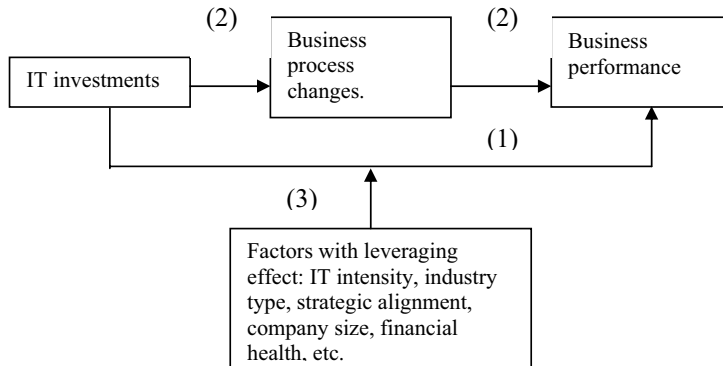 (2)
(2)
IT investments
Business
process
changes.
Business
performance
(1)
(3)
Factors with leveraging
effect: IT intensity, industry
type, strategic alignment,
company size, financial
health, etc.